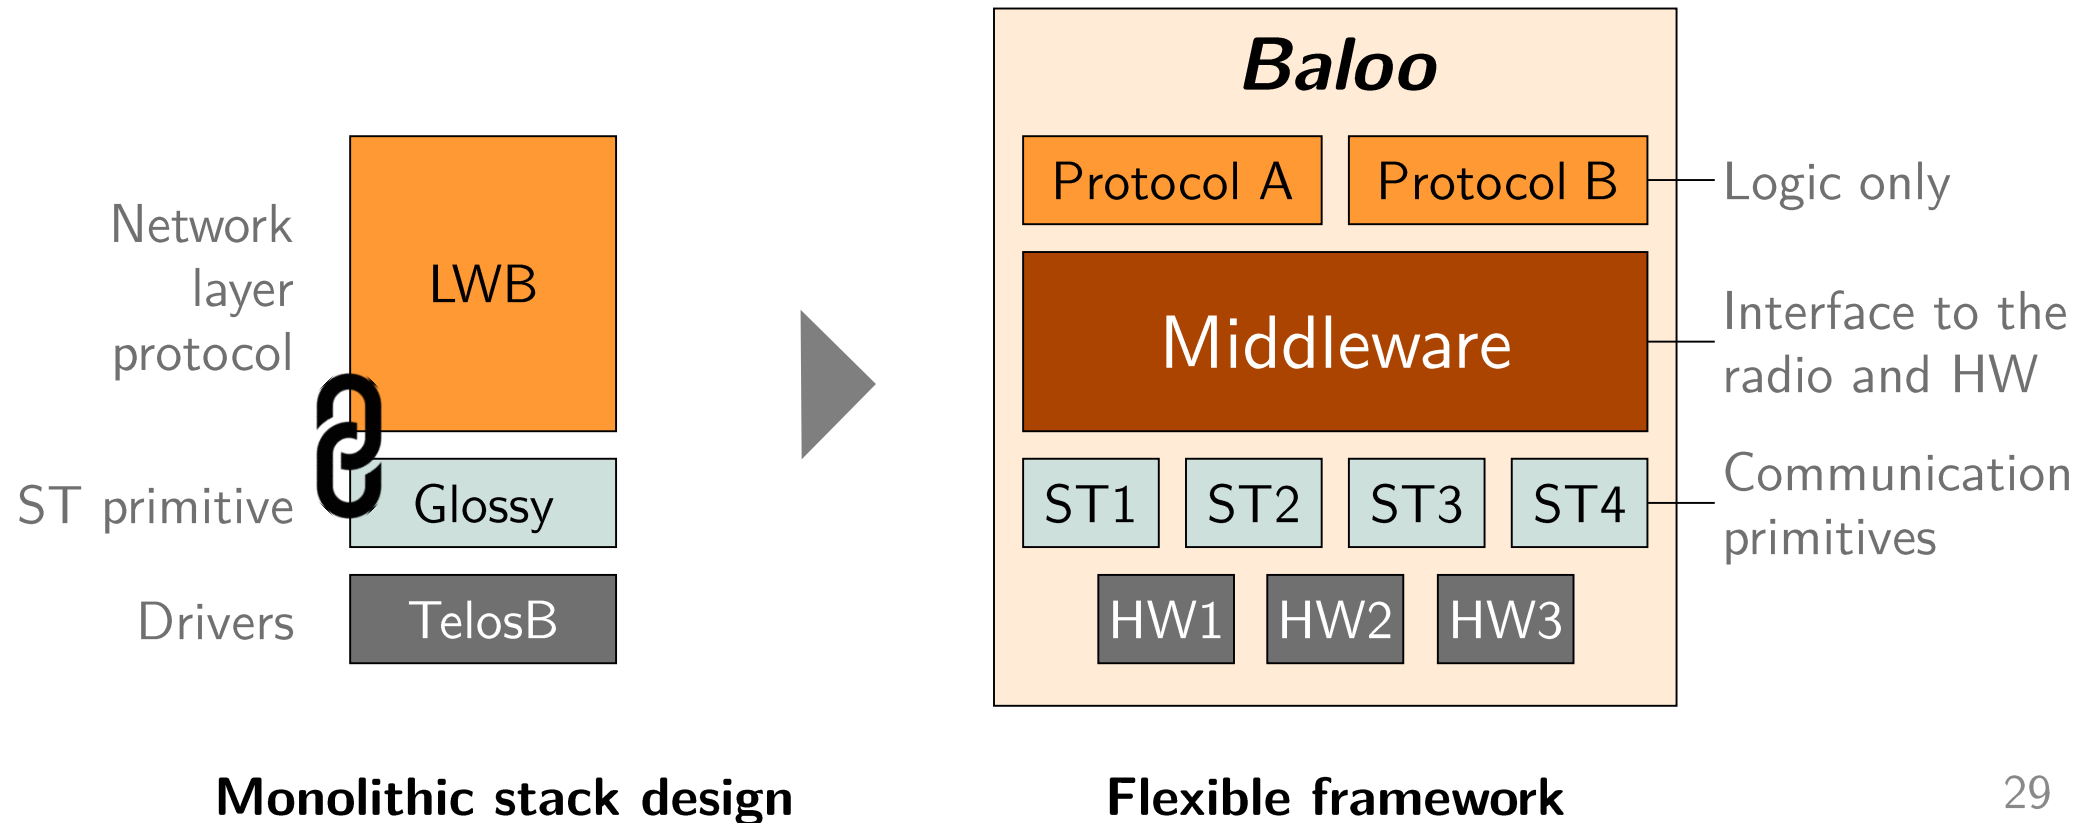 Network
layer
protocol
LWB
ST primitive
Glossy
Drivers
TelosB
Monolithic stack design
Baloo
Protocol A
Protocol B
Logic only
Middleware
Interface to the
radio and HW
ST1
ST2
ST3
ST4
Communication
primitives
HW1
HW2
HW3
Flexible framework
29